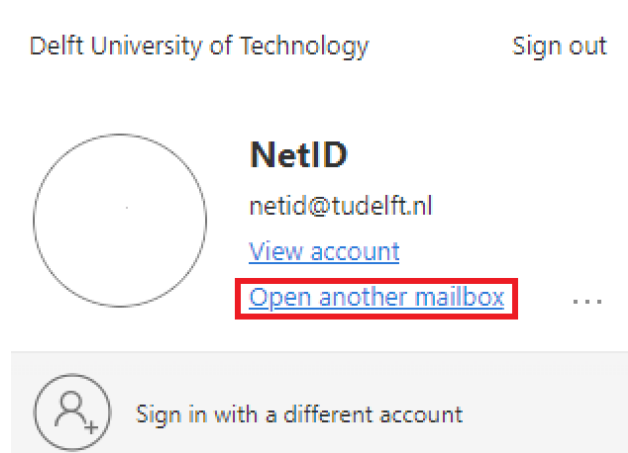 Delft University of Technology Sign out
NetID
netid@tudelft.nl
View account
Open another mailbox ...
Sign in with a different account